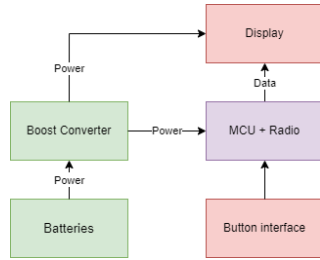 Display
Power
Data
Boost Converter
Power
MCU + Radio
Power
Batteries
Button interface